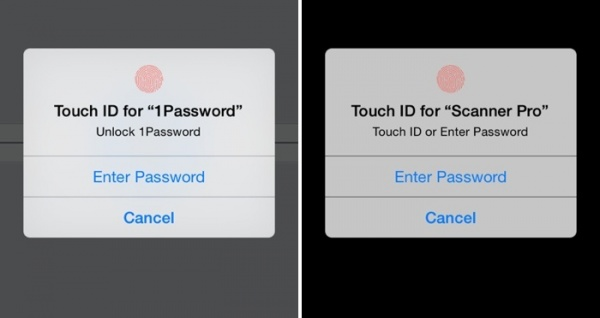 Touch ID for “1Password”
Unlock 1Password
Enter Password
Cancel
Touch ID for “Scanner Pro”
Touch ID or Enter Password
Enter Password
Cancel